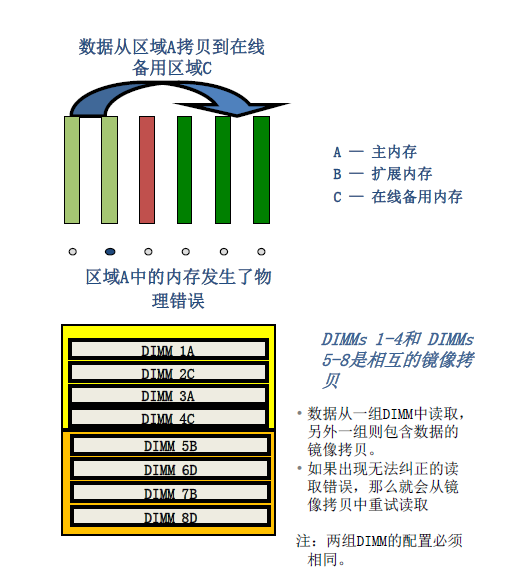 数据从区域A拷贝到在线
备用区域C
A — 主内存
B — 扩展内存
C — 在线备用内存
区域A中的内存发生了物
理错误
DIMM 1A
DIMM 2C
DIMM 3A
DIMM 4C
DIMM 5B
DIMM 6D
DIMM 7B
DIMM 8D
DIMMs 1-4和 DIMMs
5-8是相互的镜像拷
贝
• 数据从一组DIMM中读取，
另外一组则包含数据的
镜像拷贝。
• 如果出现无法纠正的读
取错误，那么就会从镜
像拷贝中重试读取
注：两组DIMM的配置必须
相同。